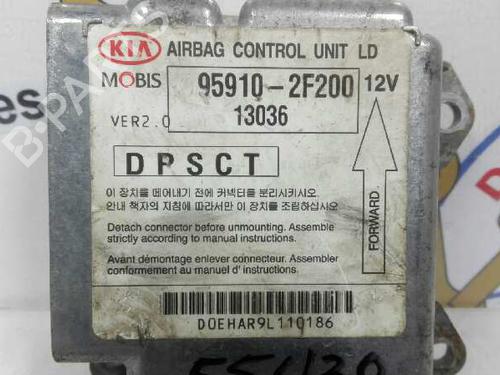 KIA AIRBAG CONTROL UNIT LD
MOBIS 95910-2F200 12V
VER2.0 13036
DPSCT
이 장치를 떼어내기 전에 커넥터를 분리시키시오.
안내 책자의 지침에 따라서만 이 장치를 조립하십시오.
FORWARD
Detach connector before unmounting. Assemble
strictly according to manual instructions.
Avant démontage enlever connecteur. Assembler
conformement au manuel d' instructions.
D0EHAR9L110186
B-PARTS